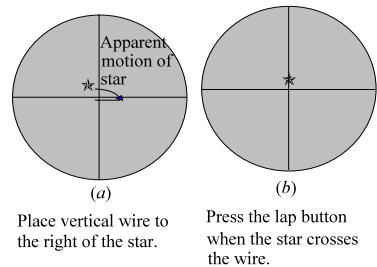 Apparent
motion of
star
(a)
(b)
Place vertical wire to
the right of the star.
Press the lap button
when the star crosses
the wire.